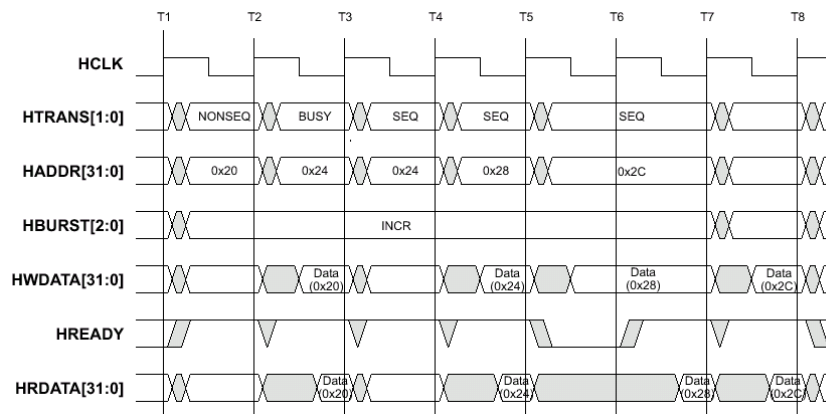 T1 T2 T3 T4 T5 T6 T7 T8
HCLK
HTRANS[1:0] NONSEQ BUSY SEQ SEQ SEQ
HADDR[31:0] 0x20 0x24 0x24 0x28 0x2C
HBURST[2:0] INCR
HWDATA[31:0] Data (0x20) Data (0x24) Data (0x28) Data (0x2C)
HREADY
HRDATA[31:0] Data (0x20) Data (0x24) Data (0x28) Data (0x2C)